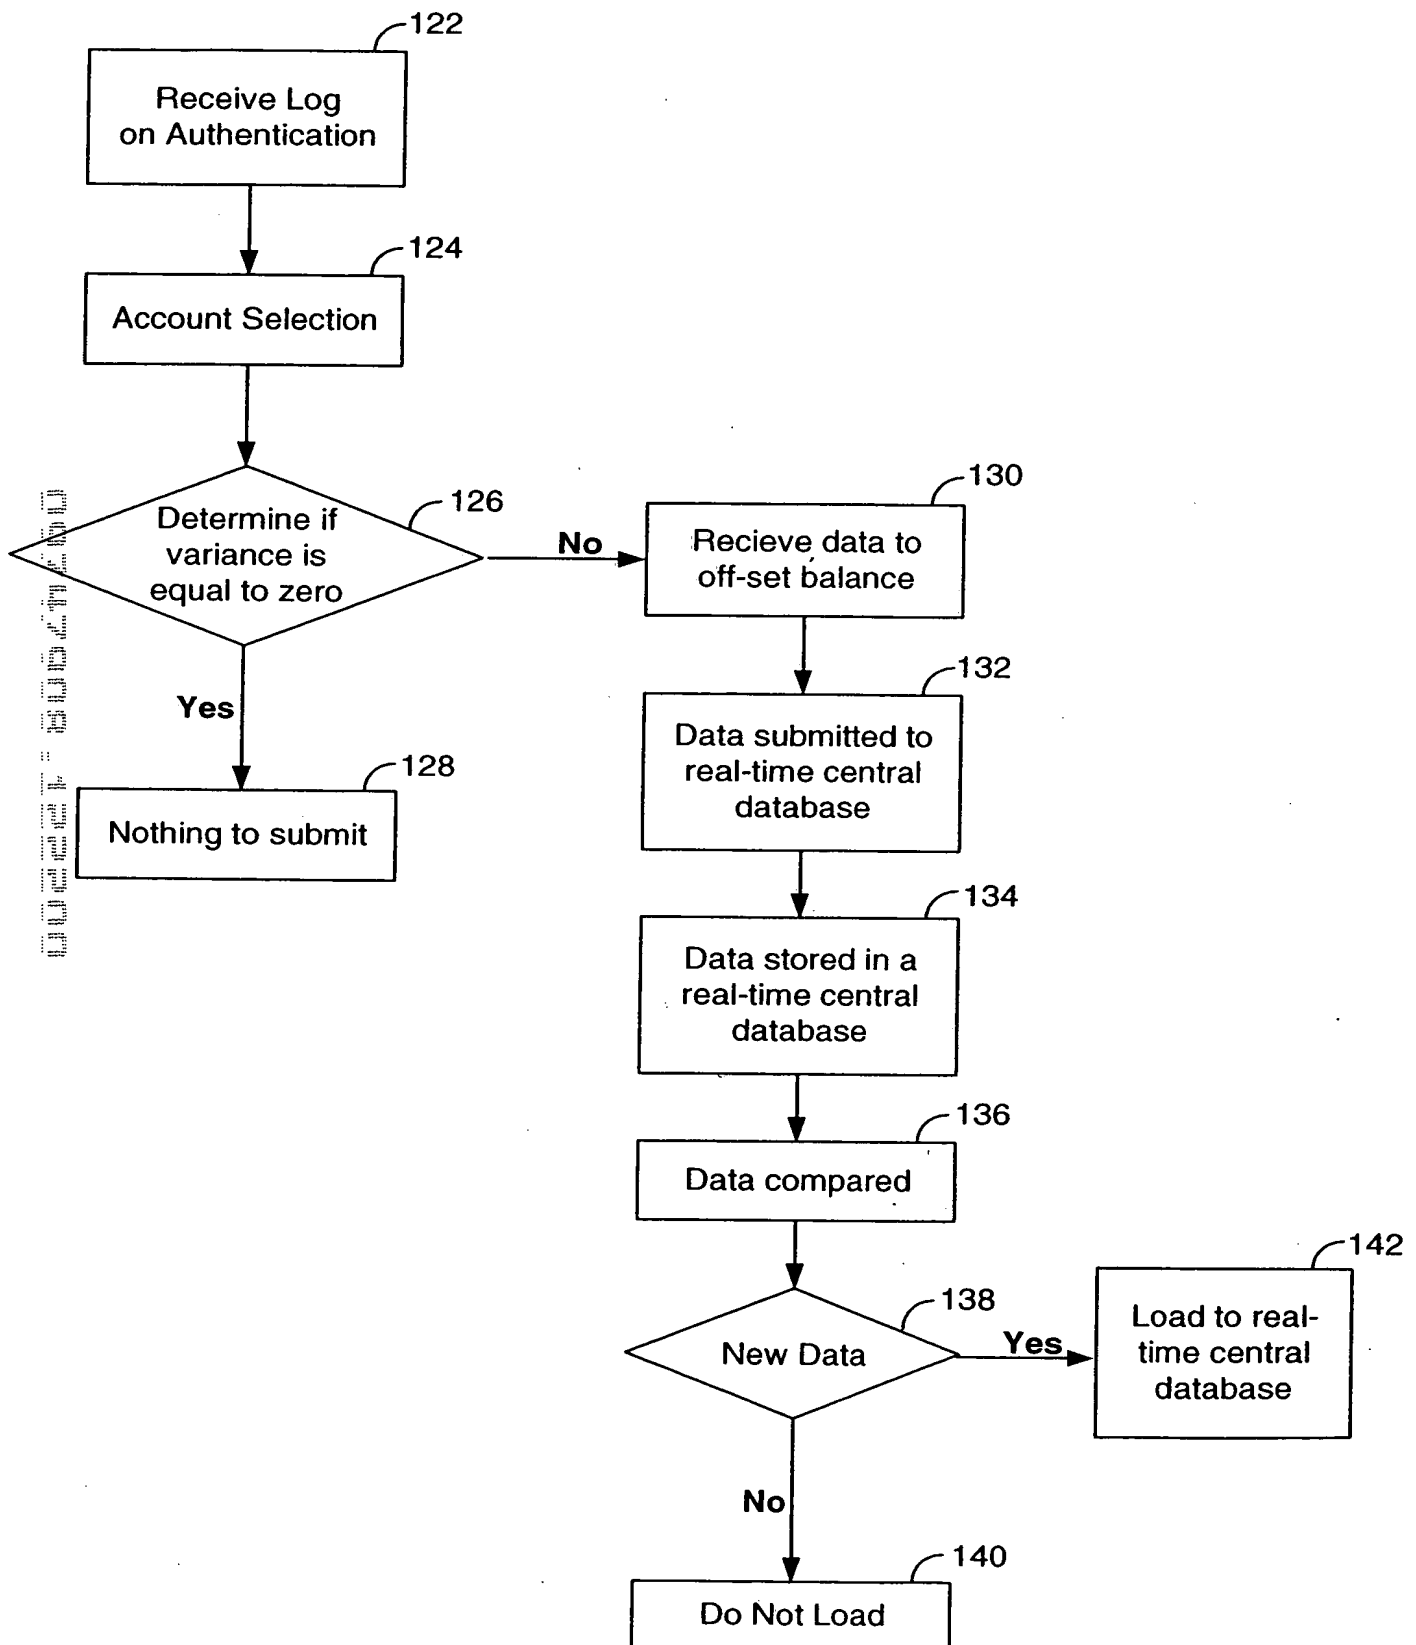 122
Receive Log
on Authentication
124
Account Selection
126
Determine if
variance is
equal to zero
No
Yes
128
Nothing to submit
130
Recieve data to
off-set balance
132
Data submitted to
real-time central
database
134
Data stored in a
real-time central
database
136
Data compared
138
New Data
Yes
142
Load to real-
time central
database
No
140
Do Not Load